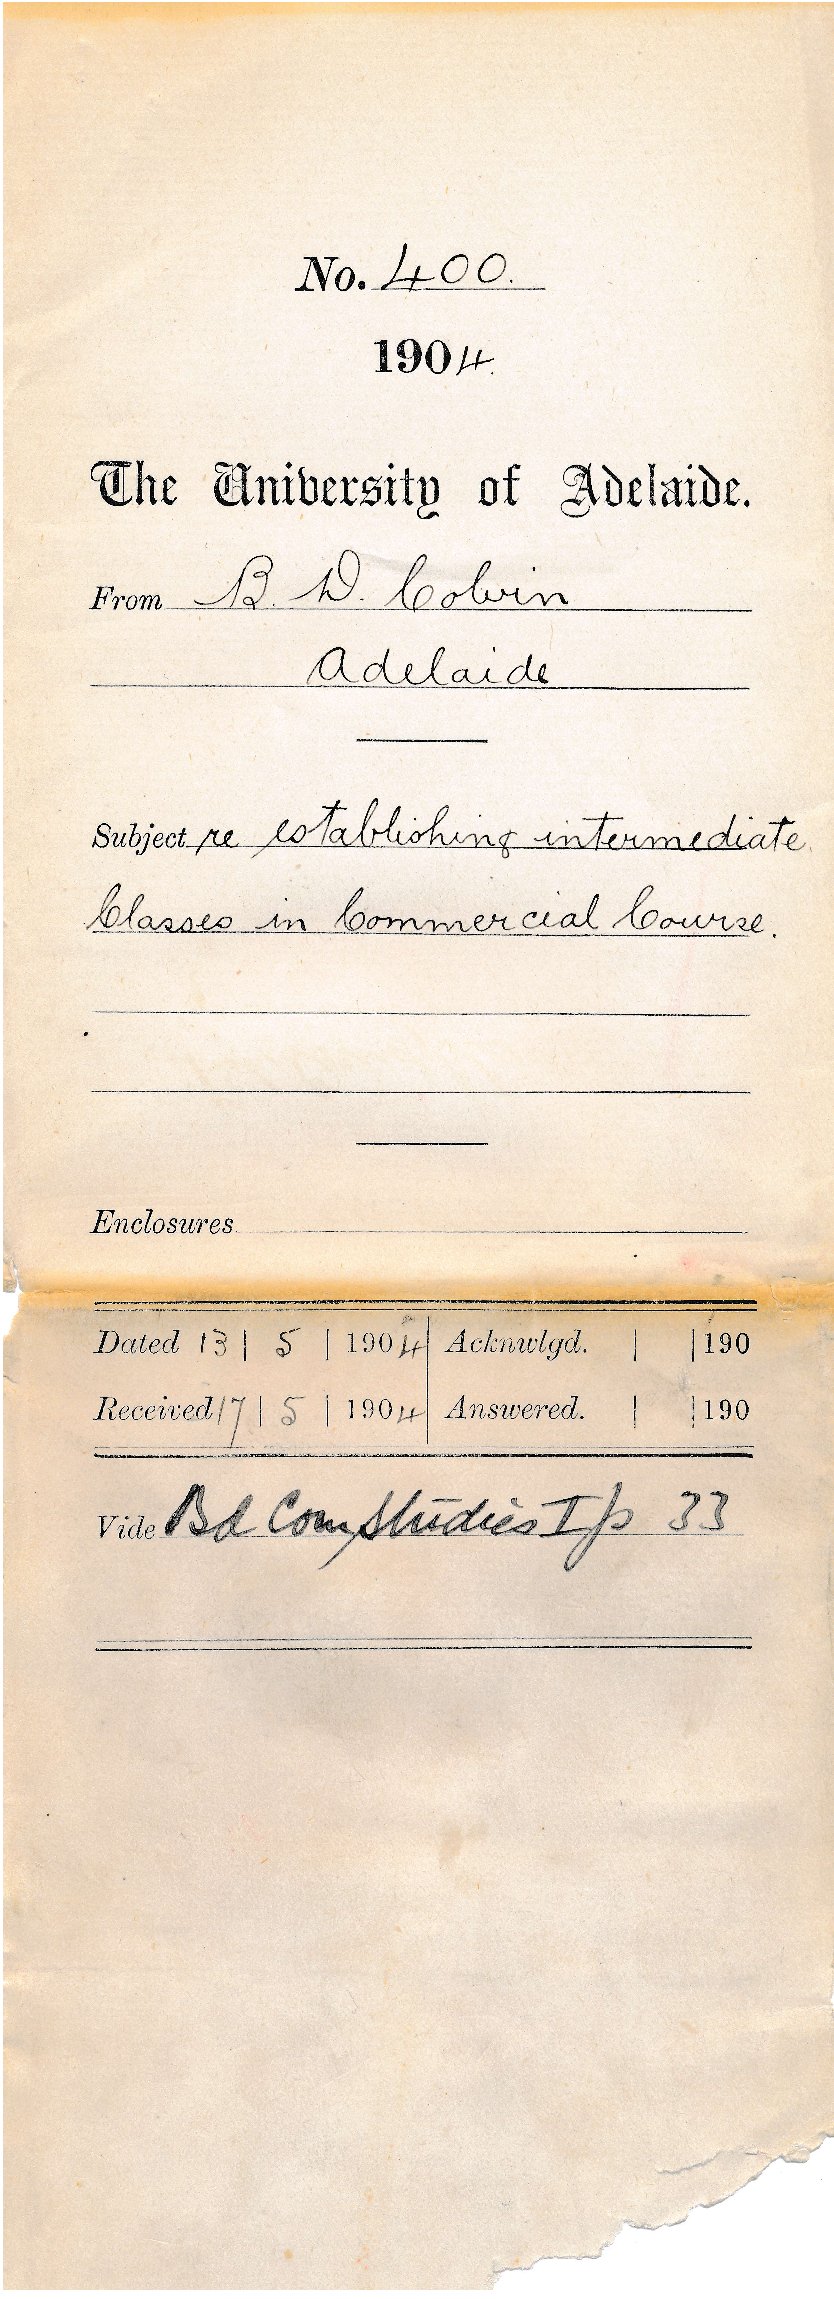 No. 400.
1904.
The University of Adelaide.
From B. D. Colvin
Adelaide
Subject re establishing intermediate
Classes in Commercial Course.
Enclosures
Dated 13 | 5 | 1904 Acknwlgd. | | 190
Received 17 | 5 | 1904 Answered. | | 190
Vide Bd Com Studies I p 33